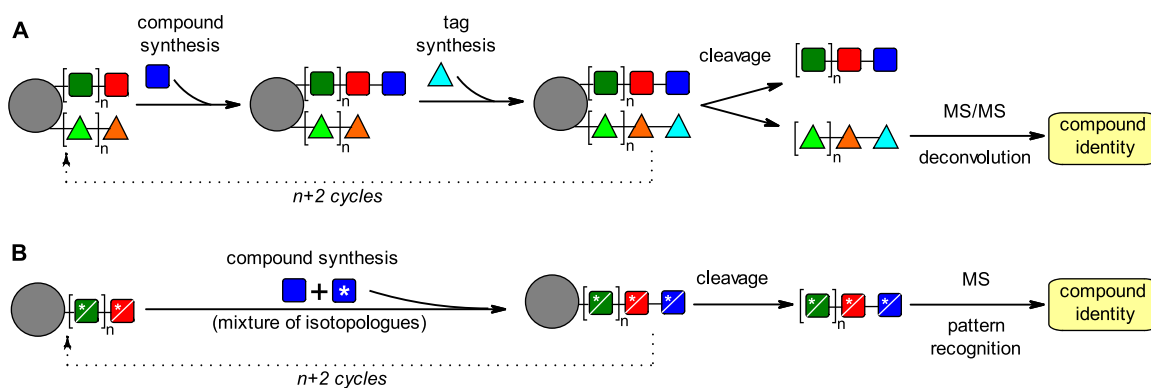 A
compound
synthesis
tag
synthesis
cleavage
[ ]n
[ ]n
[ ]n
[ ]n
[ ]n
[ ]n
[ ]n
[ ]n
MS/MS
deconvolution
compound
identity
n+2 cycles
B
compound synthesis
+ *
(mixture of isotopologues)
cleavage
MS
pattern
recognition
[* ]n *
[* ]n * *
[* ]n * *
compound
identity
n+2 cycles